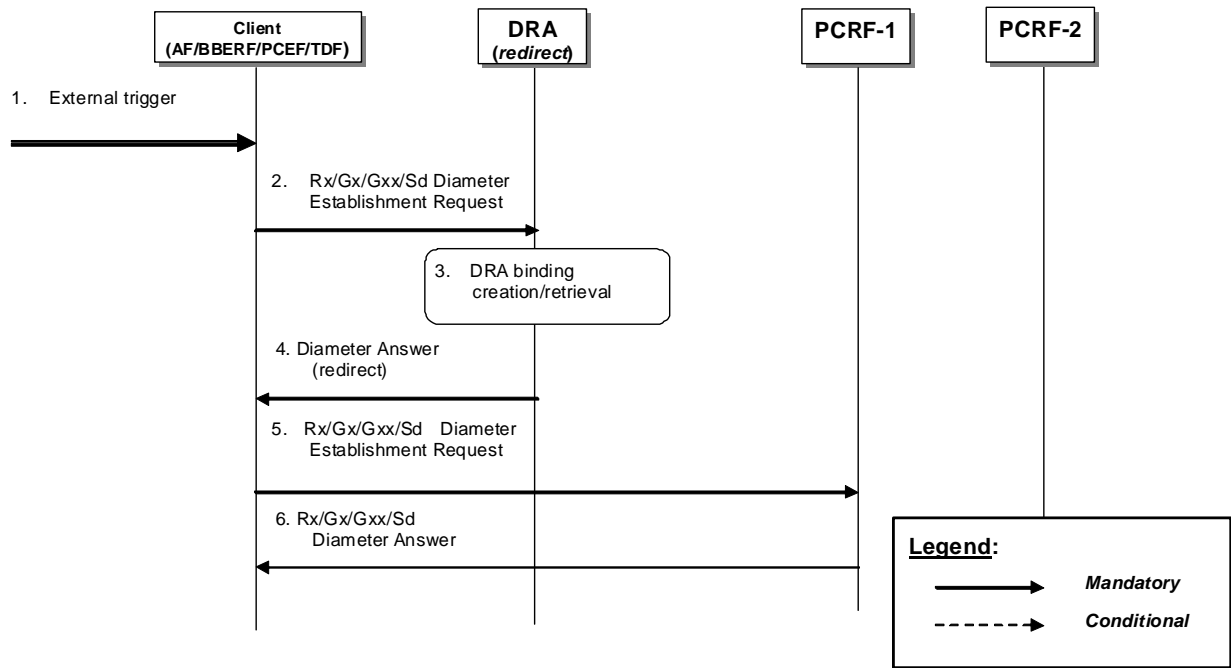 Client
(AF/BBERF/PCEF/TDF)
DRA
(redirect)
PCRF-1
PCRF-2
1. External trigger
2. Rx/Gx/Gxx/Sd Diameter
Establishment Request
3. DRA binding
creation/retrieval
4. Diameter Answer
(redirect)
5. Rx/Gx/Gxx/Sd Diameter
Establishment Request
6. Rx/Gx/Gxx/Sd
Diameter Answer
Legend:
Mandatory
Conditional